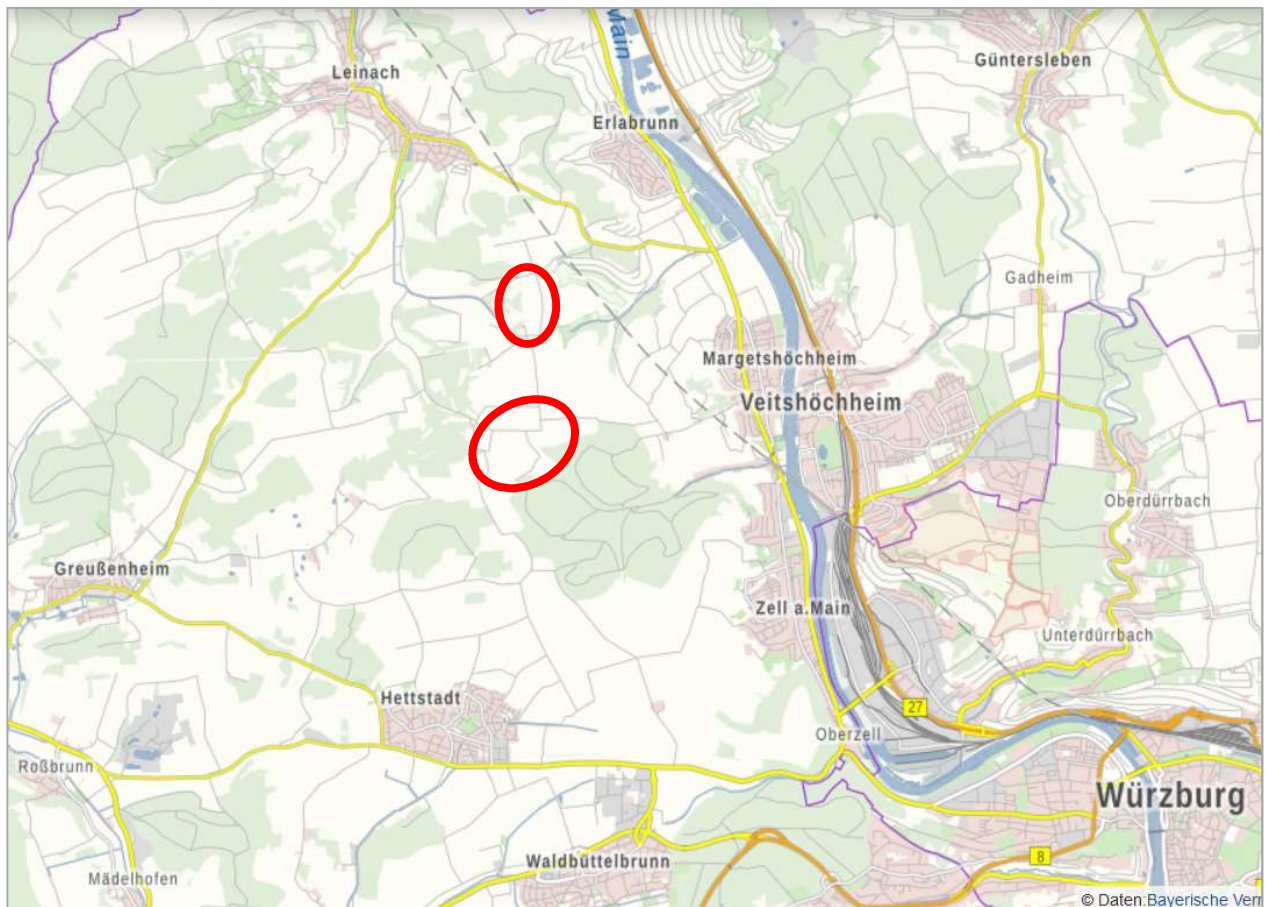 Main
Güntersleben
Leinach
Erlabrunn
Gadheim
Margetshöchheim
Veitshöchheim
Oberdürrbach
Greußenheim
Zell a.Main
Unterdürrbach
Hettstadt
27
Oberzell
Roßbrunn
Würzburg
Waldbüttelbrunn
8
Mädelhofen
© Daten:Bayerische Verr